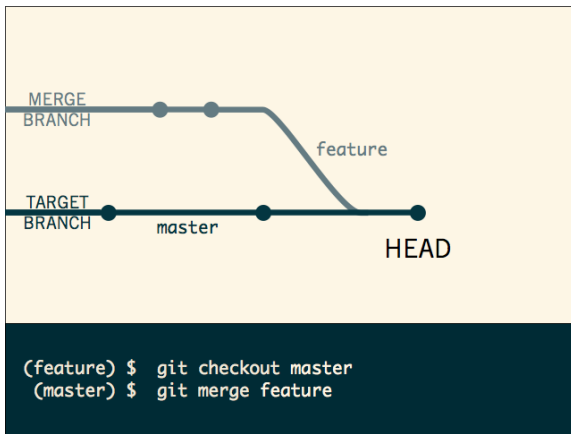 MERGE
BRANCH
feature
TARGET
BRANCH
master
HEAD
(feature) $ git checkout master
(master) $ git merge feature